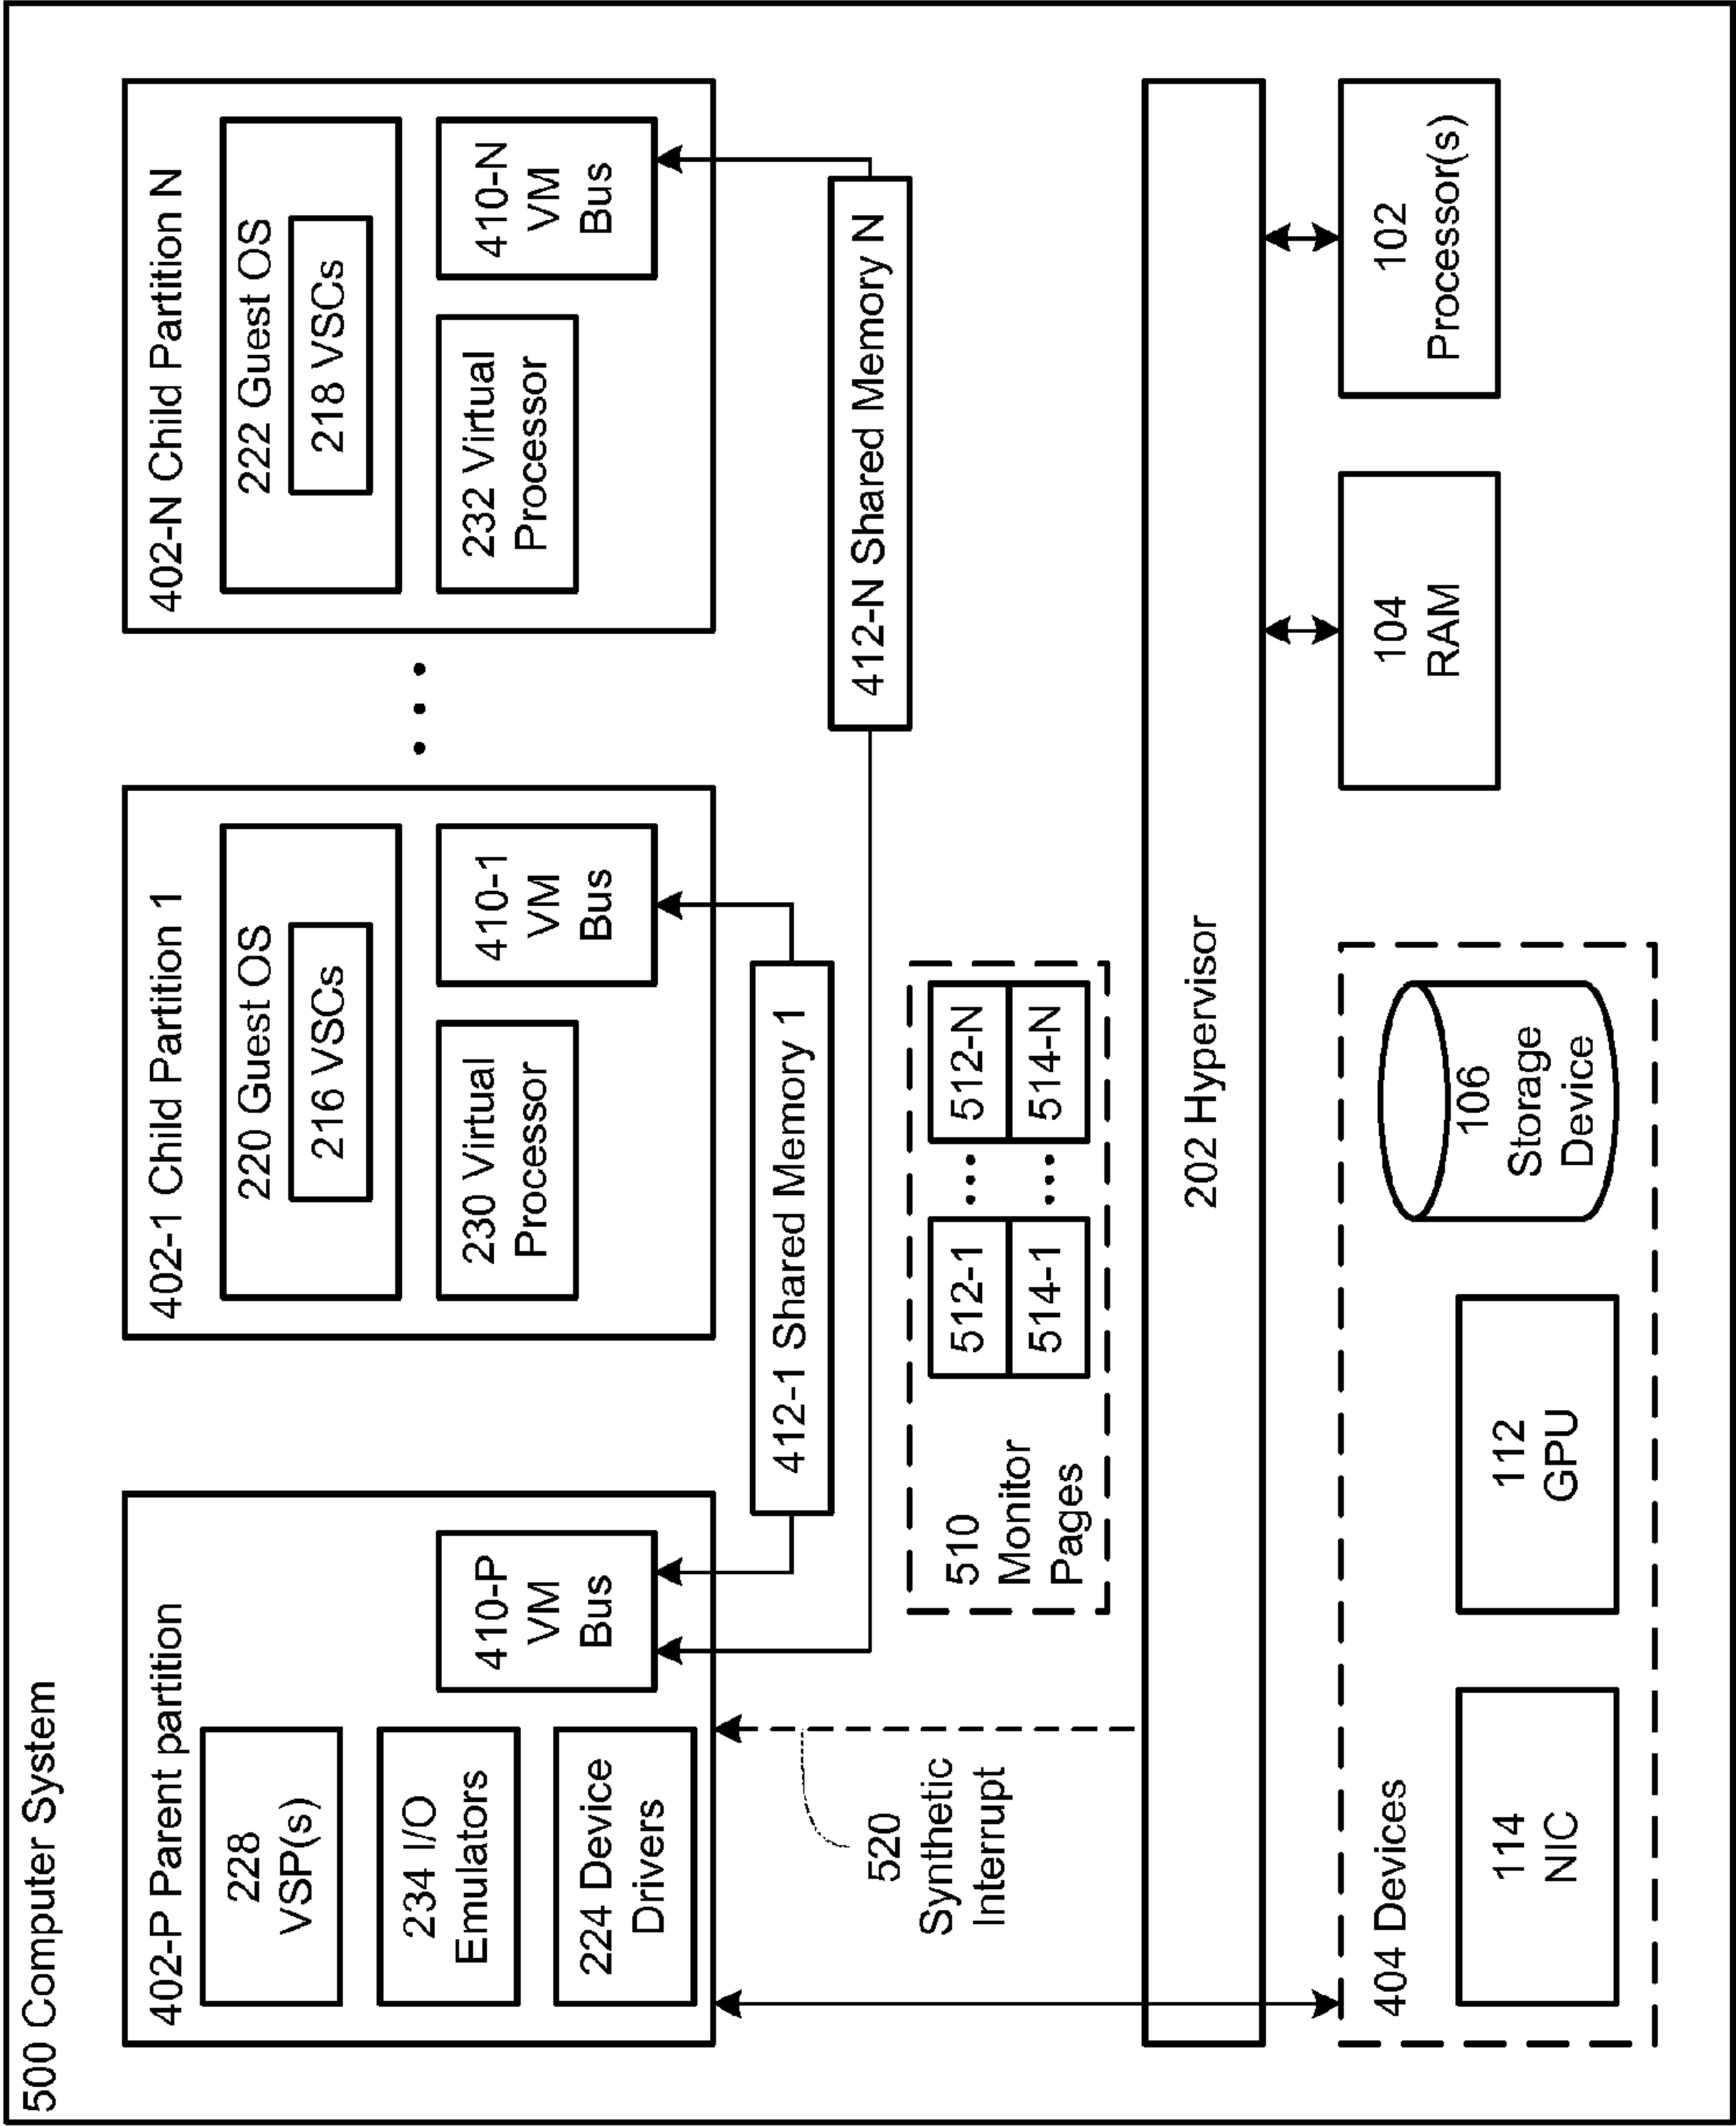 500 Computer System
402-P Parent partition
228
VSP(s)
234 I/O
Emulators
224 Device
Drivers
410-P
VM
Bus
402-1 Child Partition 1
220 Guest OS
216 VSCs
230 Virtual
Processor
410-1
VM
Bus
402-N Child Partition N
222 Guest OS
218 VSCs
232 Virtual
Processor
410-N
VM
Bus
412-1 Shared Memory 1
412-N Shared Memory N
520
Synthetic
Interrupt
510
Monitor
Pages
512-1
514-1
512-N
514-N
202 Hypervisor
404 Devices
114
NIC
112
GPU
106
Storage
Device
104
RAM
102
Processor(s)